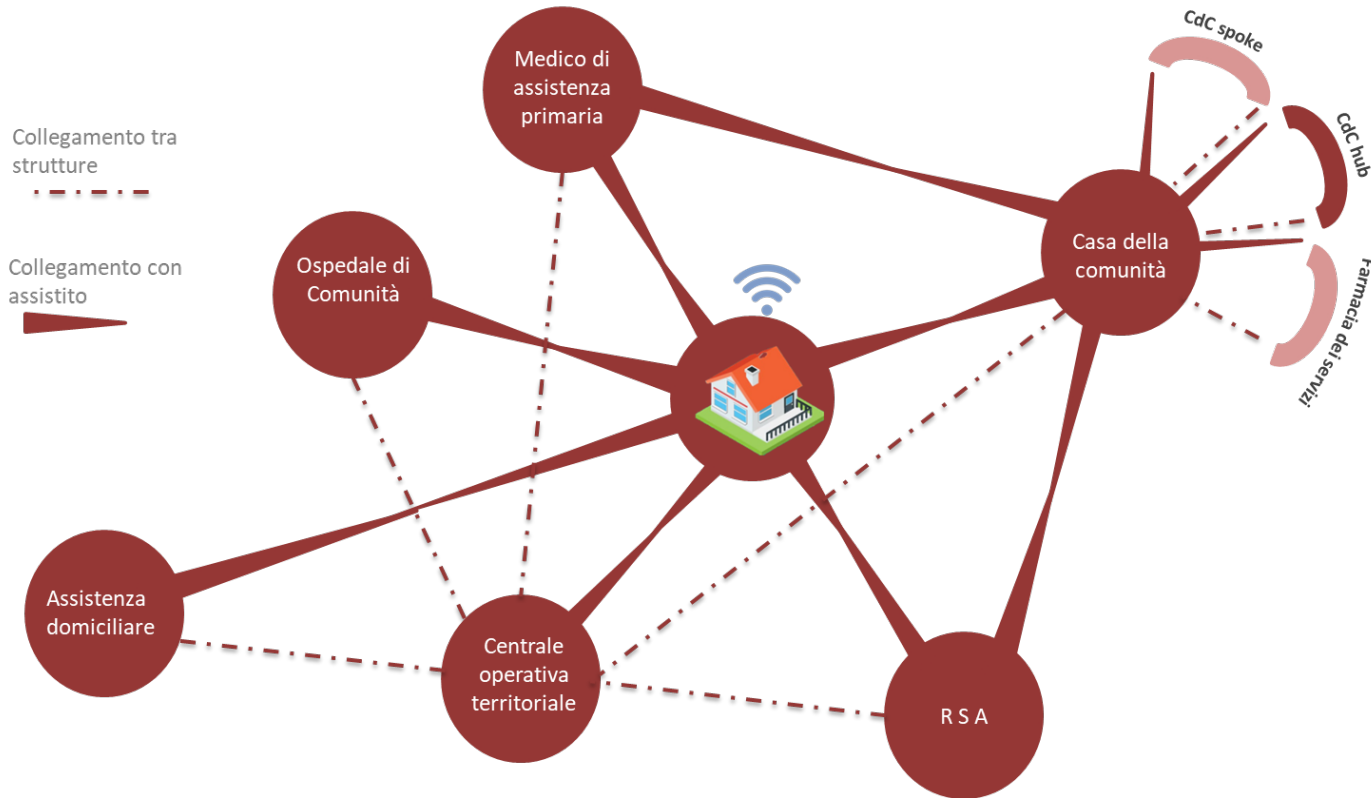 CdC spoke
Medico di
assistenza
primaria
CdC hub
Collegamento tra
strutture
Casa della
comunità
Ospedale di
Comunità
Collegamento con
assistito
Farmacia dei servizi
Assistenza
domiciliare
Centrale
operativa
territoriale
R S A